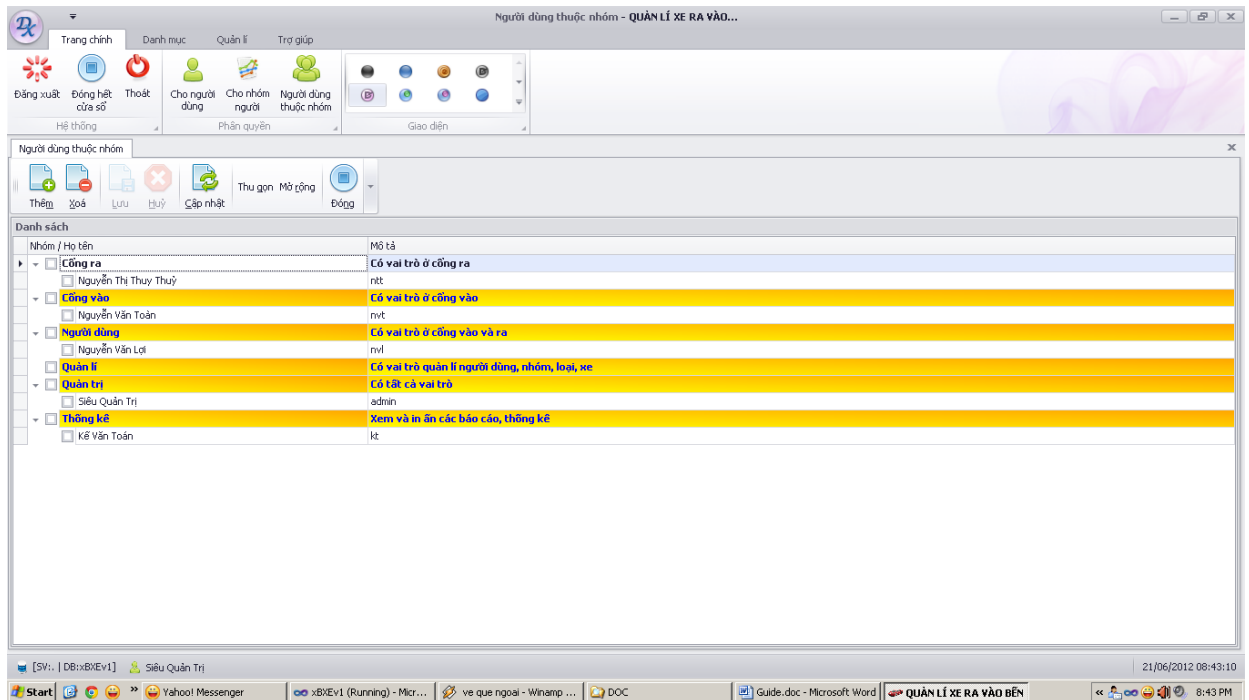 Người dùng thuộc nhóm - QUẢN LÍ XE RA VÀO...
Trang chính Danh mục Quản lí Trợ giúp
Đăng xuất Đóng hết cửa sổ Thoát Cho người dùng Cho nhóm người Người dùng thuộc nhóm
Hệ thống Phân quyền Giao diện
Người dùng thuộc nhóm
Thêm Xoá Lưu Huỷ Cập nhật Thu gọn Mở rộng Đóng
Danh sách
Nhóm / Họ tên Mô tả
Cổng ra Có vai trò ở cổng ra
Nguyễn Thị Thuy Thuỷ ntt
Cổng vào Có vai trò ở cổng vào
Nguyễn Văn Toản nvt
Người dùng Có vai trò ở cổng vào và ra
Nguyễn Văn Lợi nvl
Quản lí Có vai trò quản lí người dùng, nhóm, loại, xe
Quản trị Có tất cả vai trò
Siêu Quản Trị admin
Thống kê Xem và in ấn các báo cáo, thống kê
Kế Văn Toán kt
[SV:. | DB:xBXEv1] Siêu Quản Trị 21/06/2012 08:43:10
Start Yahoo! Messenger xBXEv1 (Running) - Micr... ve que ngoai - Winamp ... DOC Guide.doc - Microsoft Word QUẢN LÍ XE RA VÀO BẾN 8:43 PM